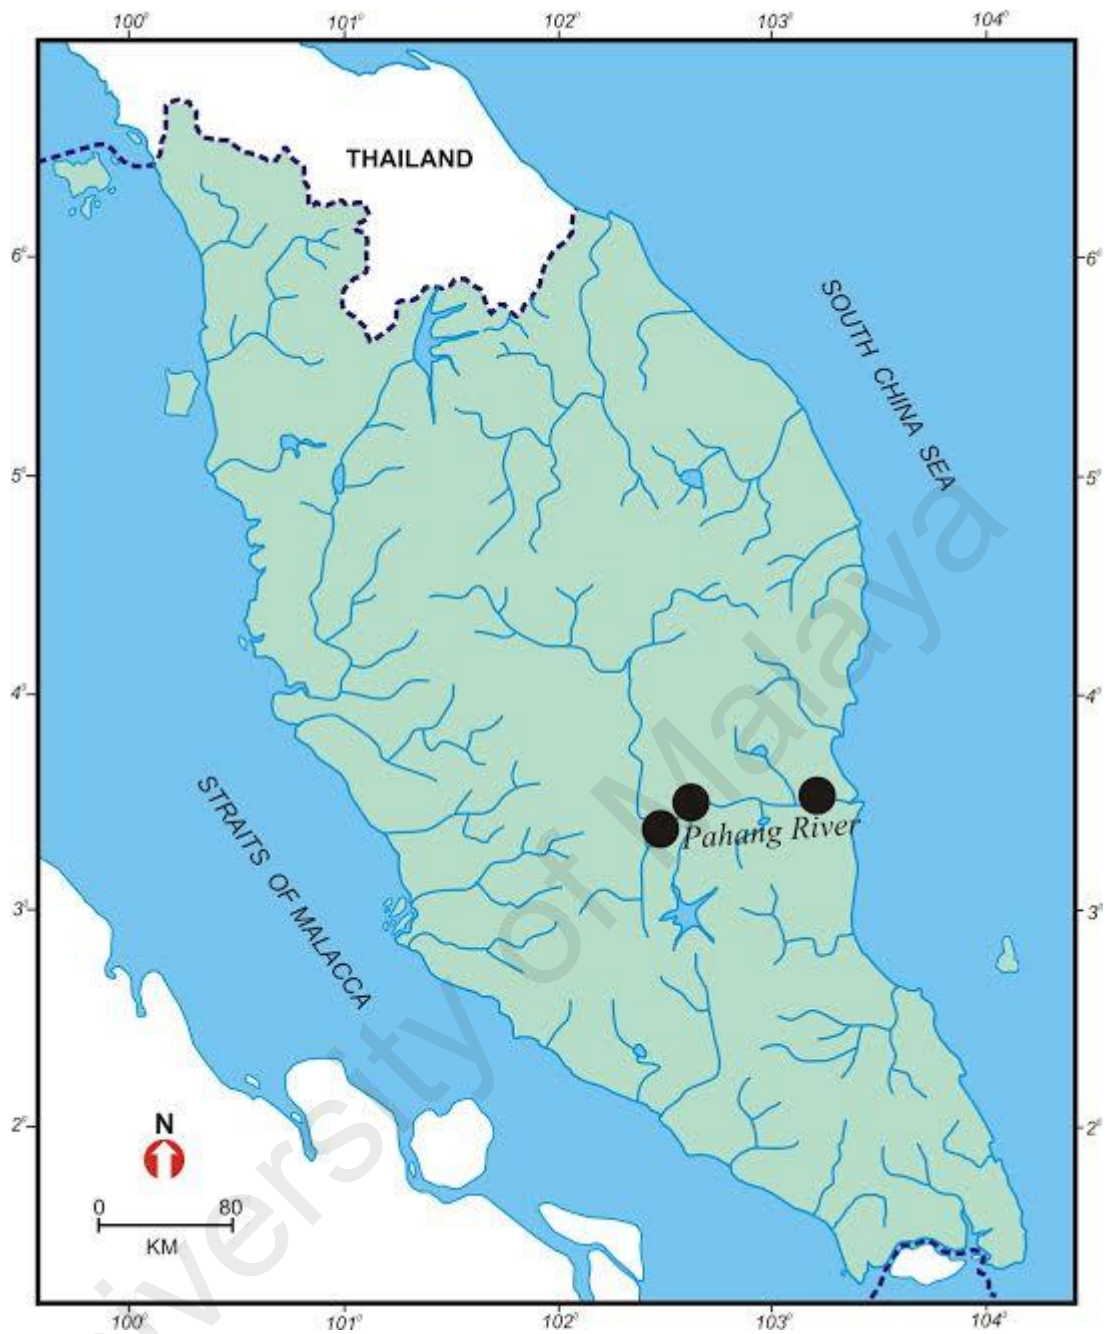 100° 101° 102° 103° 104°
THAILAND
6° 6°
SOUTH CHINA SEA
5° 5°
4° 4°
STRAITS OF MALACCA
Pahang River
3° 3°
2° 2°
N
0 80
KM
100° 101° 102° 103° 104°
University of Malaya